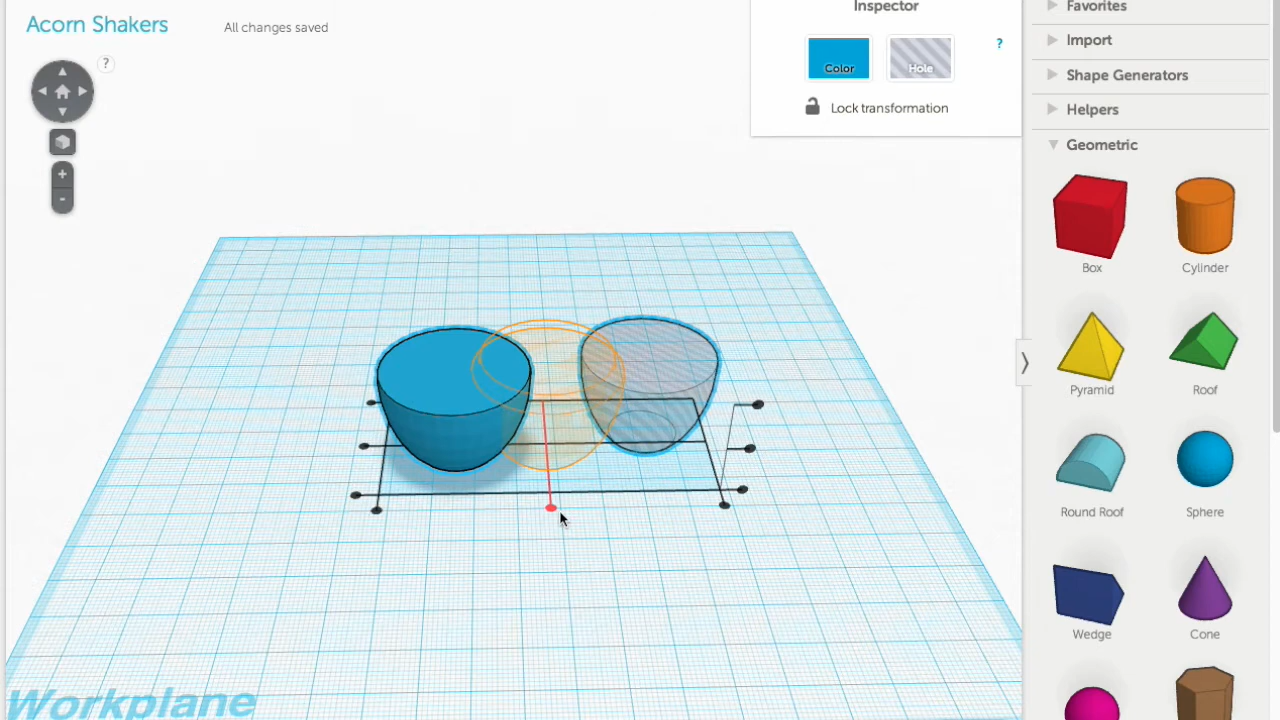 Acorn Shakers
All changes saved
?
+
-
Inspector
Color
Hole
?
Lock transformation
Favorites
Import
Shape Generators
Helpers
Geometric
Box
Cylinder
Pyramid
Roof
Round Roof
Sphere
Wedge
Cone
Workplane